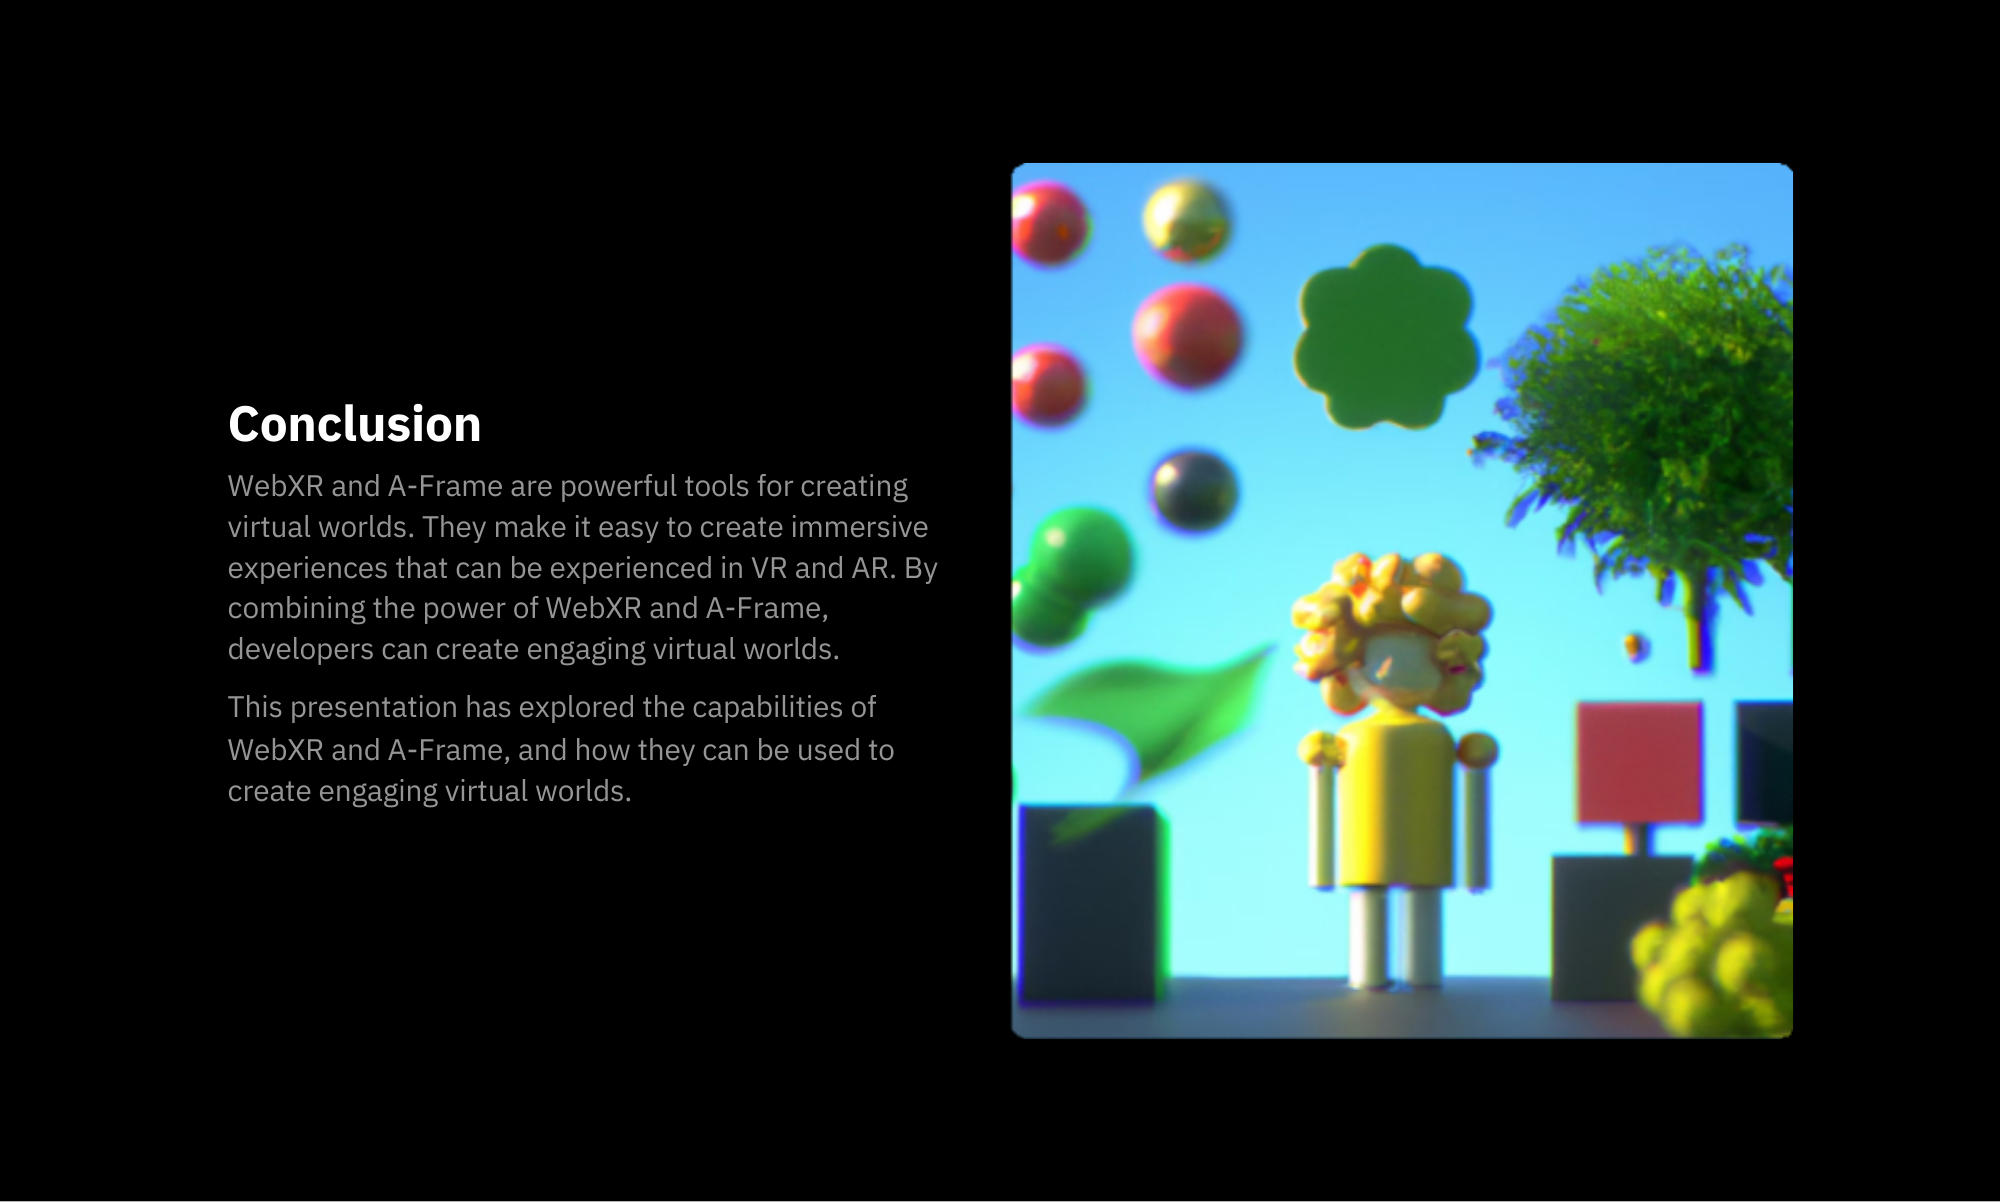 Conclusion
WebXR and A-Frame are powerful tools for creating
virtual worlds. They make it easy to create immersive
experiences that can be experienced in VR and AR. By
combining the power of WebXR and A-Frame,
developers can create engaging virtual worlds.
This presentation has explored the capabilities of
WebXR and A-Frame, and how they can be used to
create engaging virtual worlds.